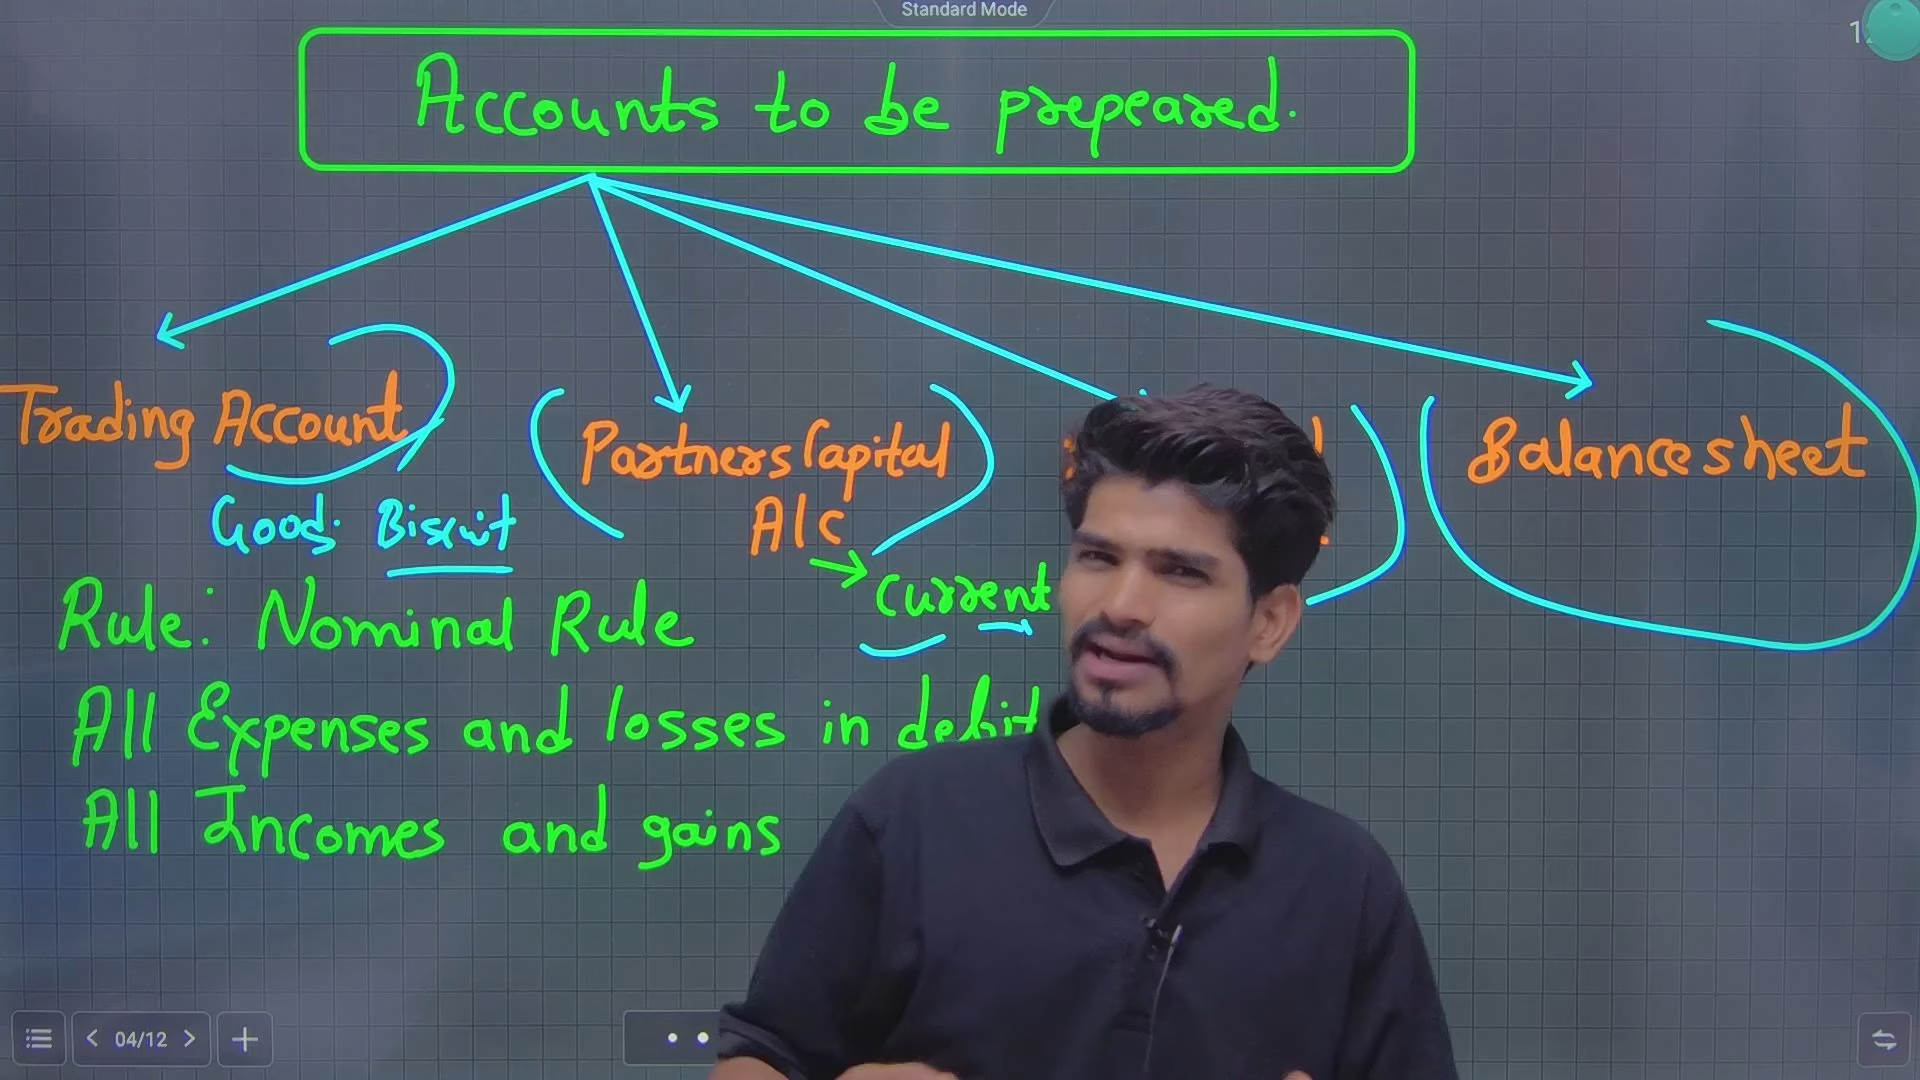 Standard Mode
Accounts to be prepeared.
Trading Account
Partners Capital
A/c
Balance sheet
Good. Biscuit
→ Current
Rule: Nominal Rule
All Expenses and losses in debit
All Incomes and gains
04/12